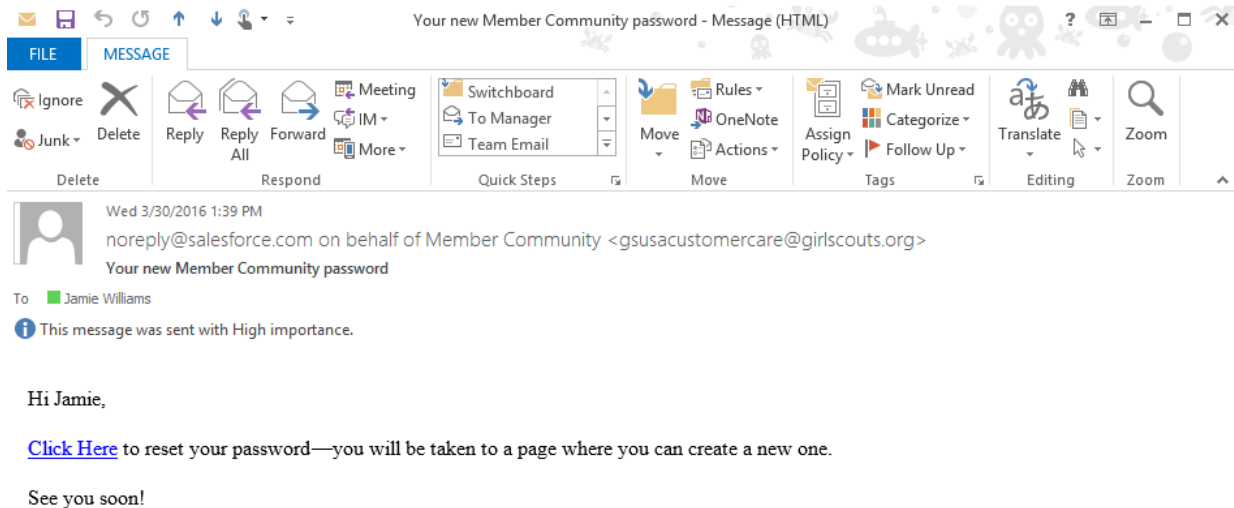 Your new Member Community password - Message (HTML)
?
FILE MESSAGE
Ignore
Junk
Delete
Delete
Reply
Reply All
Forward
Meeting
IM
More
Respond
Switchboard
To Manager
Team Email
Quick Steps
Move
Rules
OneNote
Actions
Move
Assign Policy
Mark Unread
Categorize
Follow Up
Tags
Translate
Editing
Zoom
Zoom
Wed 3/30/2016 1:39 PM
noreply@salesforce.com on behalf of Member Community <gsusacustomercare@girlscouts.org>
Your new Member Community password
To Jamie Williams
This message was sent with High importance.
Hi Jamie,
Click Here to reset your password—you will be taken to a page where you can create a new one.
See you soon!